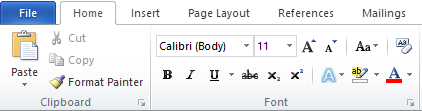 File Home Insert Page Layout References Mailings
Cut Calibri (Body) 11 A A Aa
Copy
Paste Format Painter B I U abc x₂ x² A ab A
Clipboard Font